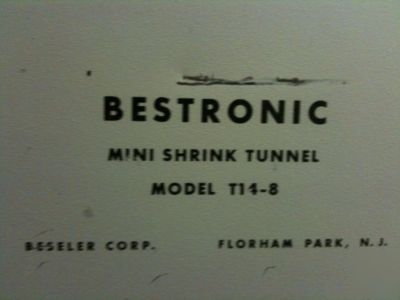 BESTRONIC
MINI SHRINK TUNNEL
MODEL T14-8
BESELER CORP. FLORHAM PARK, N.J.